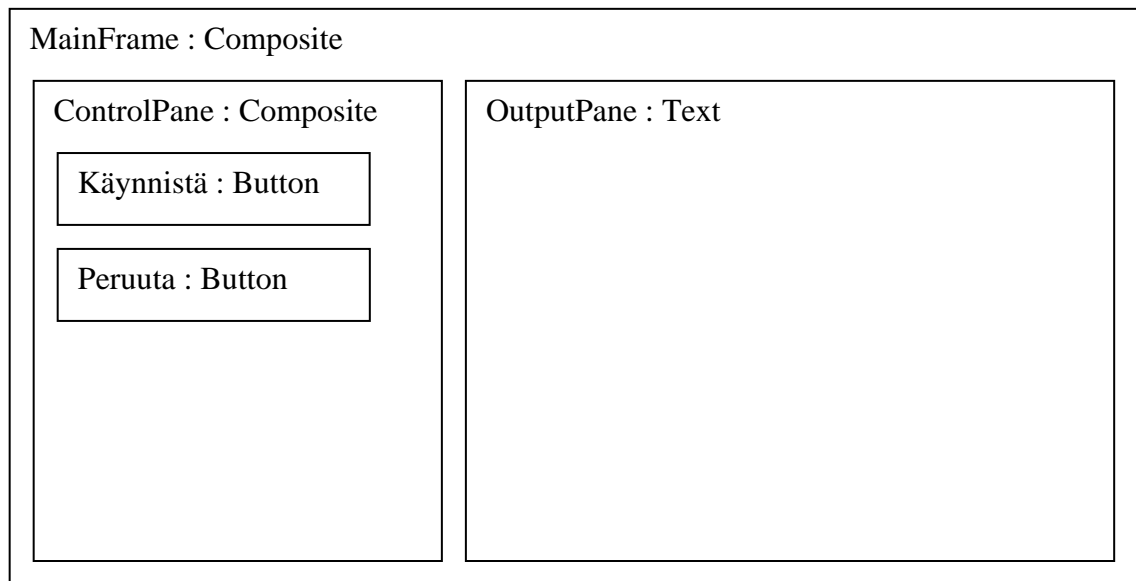 MainFrame : Composite
ControlPane : Composite
Käynnistä : Button
Peruuta : Button
OutputPane : Text